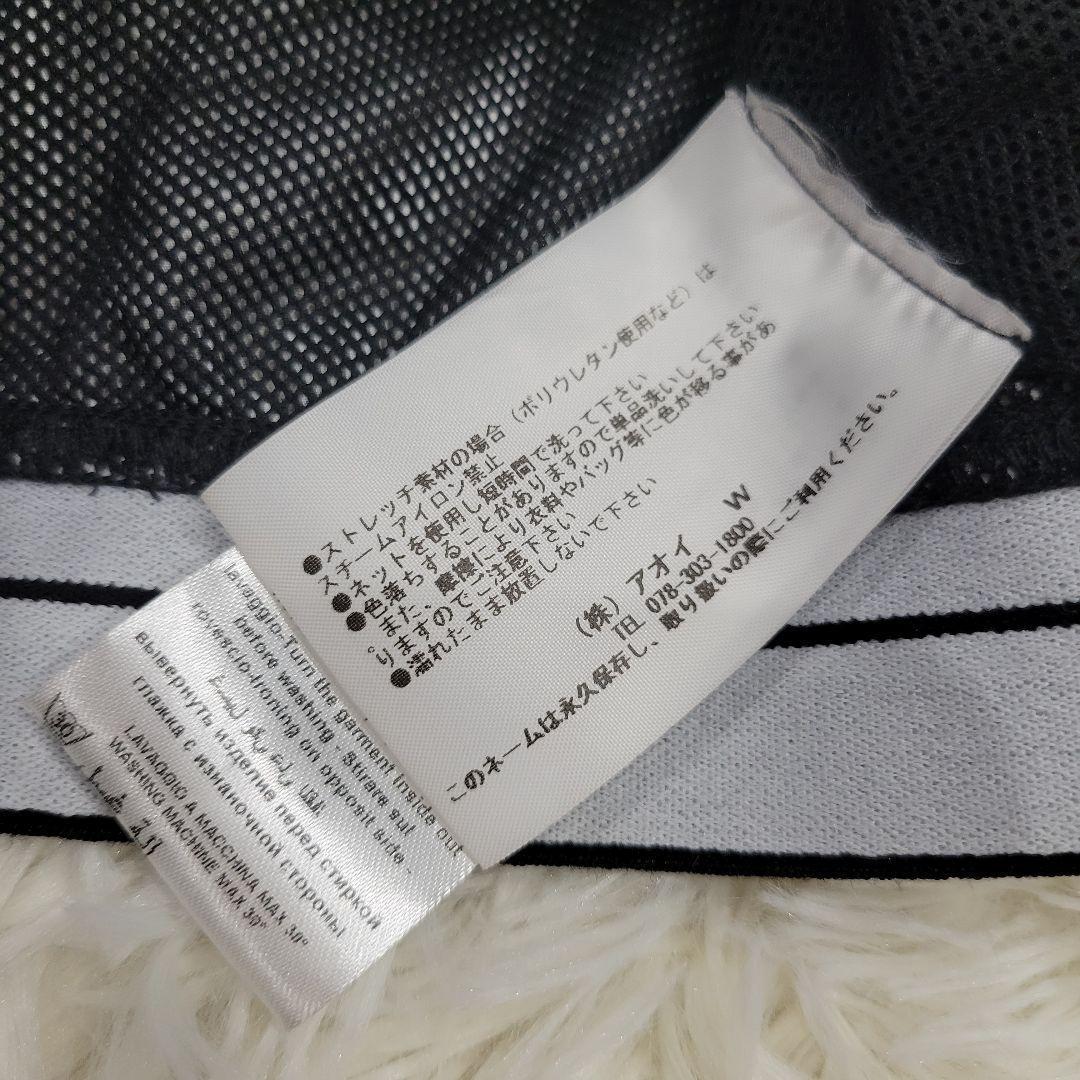 ●ストレッチ素材の場合(ポリウレタン使用など)は
スチームアイロン禁止
●ネットを使用し短時間で洗って下さい
●色落ちすることがありますので単品洗いして下さい
また、摩擦により衣料やバッグ等に色が移る事があ
りますのでご注意下さい
●濡れたまま放置しないで下さい
(株)アオイ W
TEL 078-303-1800
このネームは永久保存し、取り扱いの際にご利用ください。
lavaggio-Turn the garment inside out
before washing - Stirare sul
rovescio-Ironing on opposit side
вывернуть изделие перед стиркой
глажка с изнаночной стороны
30
LAVAGGIO A MACCHINA MAX 30°
WASHING MACHINE MAX 30°